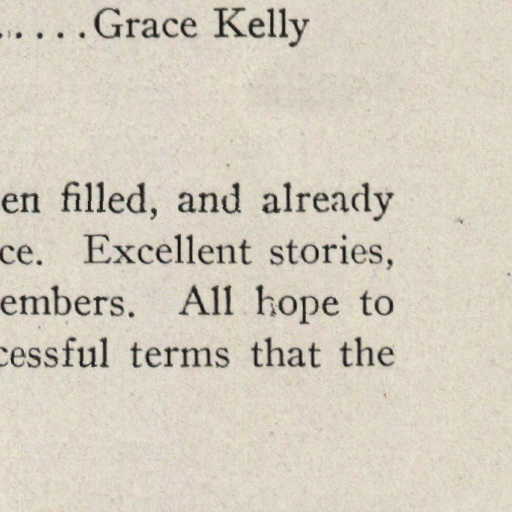 .....Grace Kelly
en filled, and already
ce. Excellent stories,
embers. All hope to
cessful terms that the